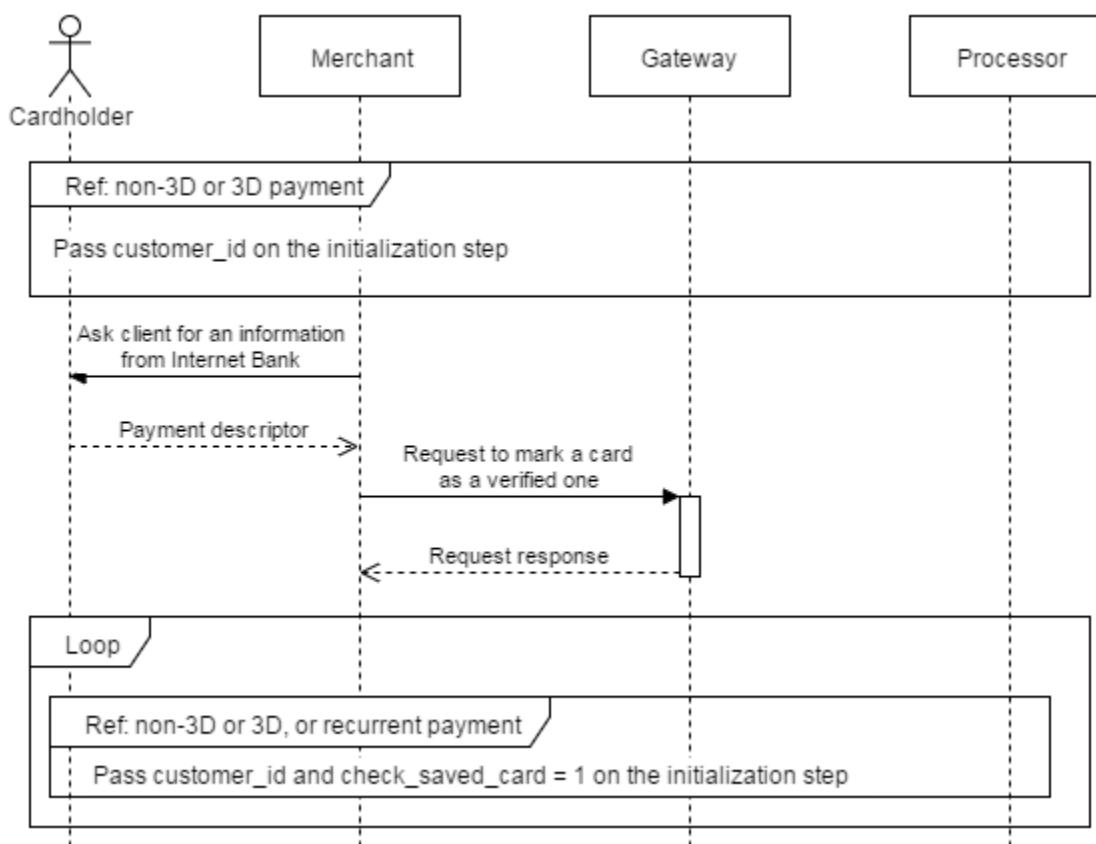 Cardholder
Merchant
Gateway
Processor
Ref: non-3D or 3D payment
Pass customer_id on the initialization step
Ask client for an information
from Internet Bank
Payment descriptor
Request to mark a card
as a verified one
Request response
Loop
Ref: non-3D or 3D, or recurrent payment
Pass customer_id and check_saved_card = 1 on the initialization step